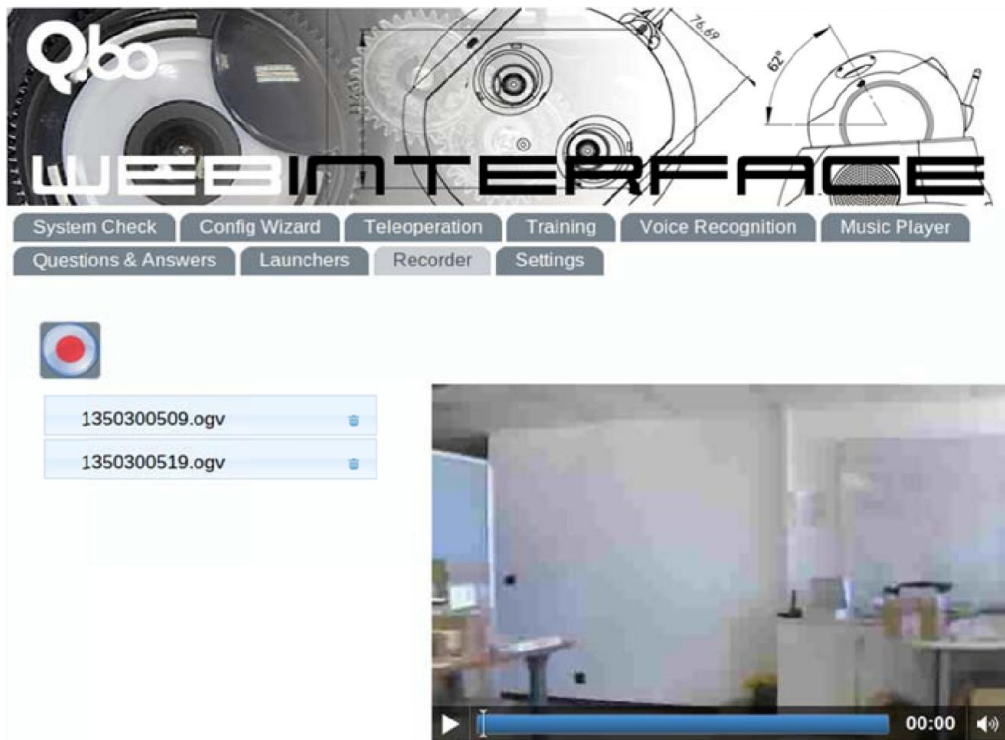 Q.bo
76.69
62°
WEBINTERFACE
System Check Config Wizard Teleoperation Training Voice Recognition Music Player
Questions & Answers Launchers Recorder Settings
1350300509.ogv
1350300519.ogv
00:00